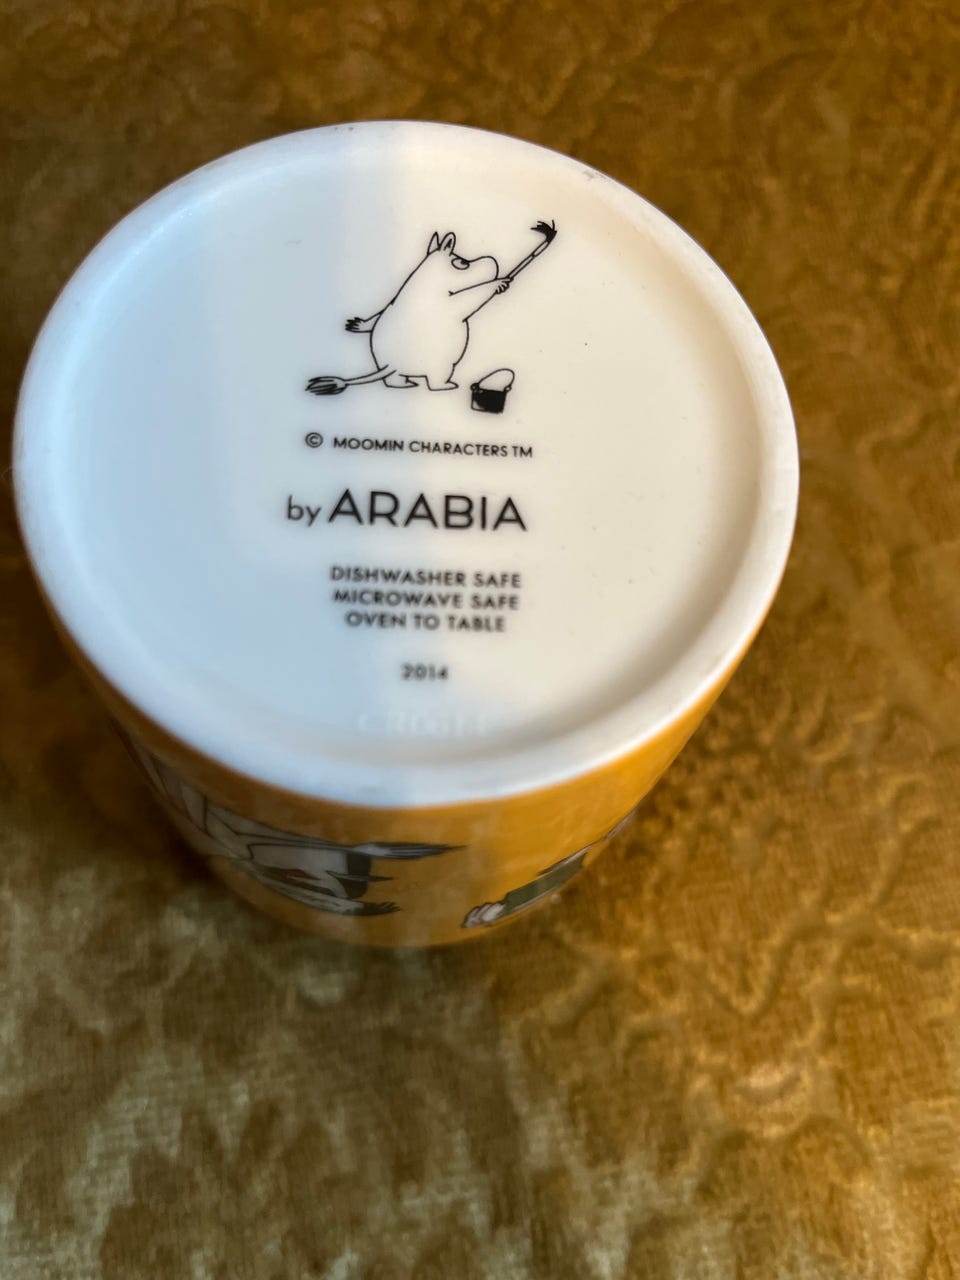 © MOOMIN CHARACTERS TM
by ARABIA
DISHWASHER SAFE
MICROWAVE SAFE
OVEN TO TABLE
2014